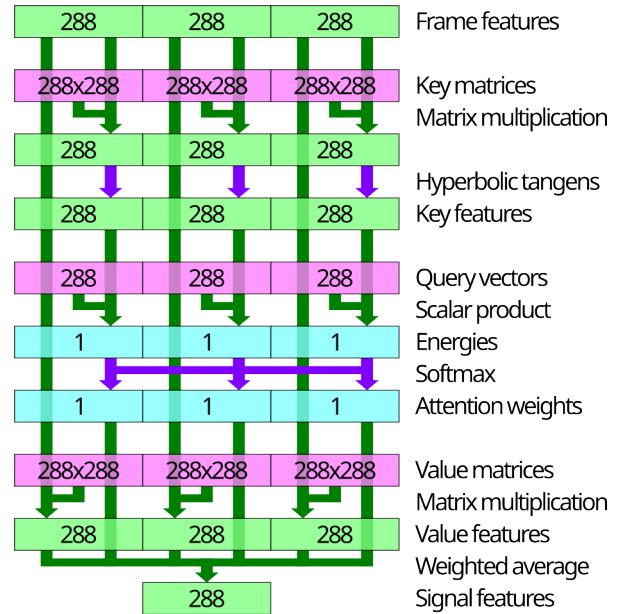 288 288 288 Frame features
288x288 288x288 288x288 Key matrices
Matrix multiplication
288 288 288
Hyperbolic tangens
288 288 288 Key features
288 288 288 Query vectors
Scalar product
1 1 1 Energies
Softmax
1 1 1 Attention weights
288x288 288x288 288x288 Value matrices
Matrix multiplication
288 288 288 Value features
Weighted average
288 Signal features